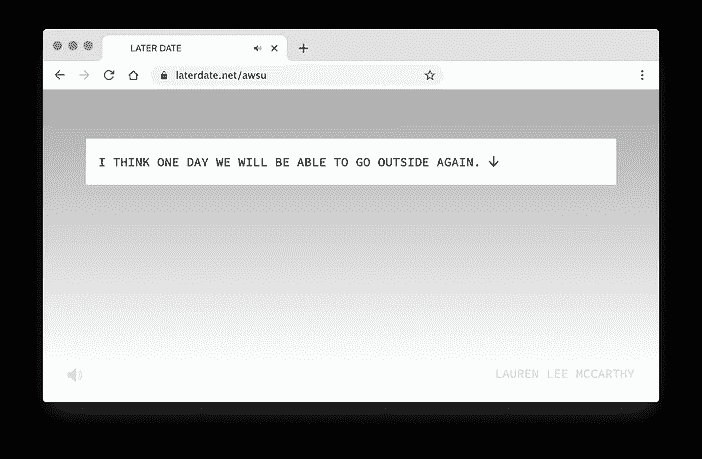 LATER DATE
laterdate.net/awsu
I THINK ONE DAY WE WILL BE ABLE TO GO OUTSIDE AGAIN. ↓
LAUREN LEE MCCARTHY